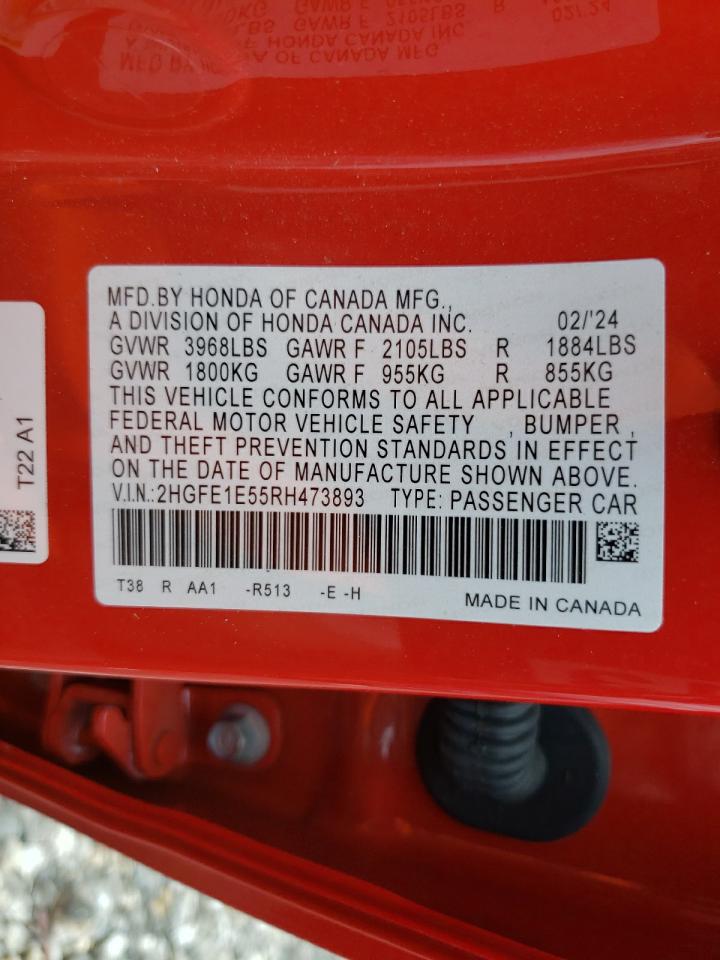 MFD.BY HONDA OF CANADA MFG.,
A DIVISION OF HONDA CANADA INC. 02/'24
GVWR 3968LBS GAWR F 2105LBS R 1884LBS
GVWR 1800KG GAWR F 955KG R 855KG
THIS VEHICLE CONFORMS TO ALL APPLICABLE
FEDERAL MOTOR VEHICLE SAFETY , BUMPER ,
AND THEFT PREVENTION STANDARDS IN EFFECT
ON THE DATE OF MANUFACTURE SHOWN ABOVE.
V.I.N.:2HGFE1E55RH473893 TYPE: PASSENGER CAR
T38 R AA1 -R513 -E -H
MADE IN CANADA
T22 A1